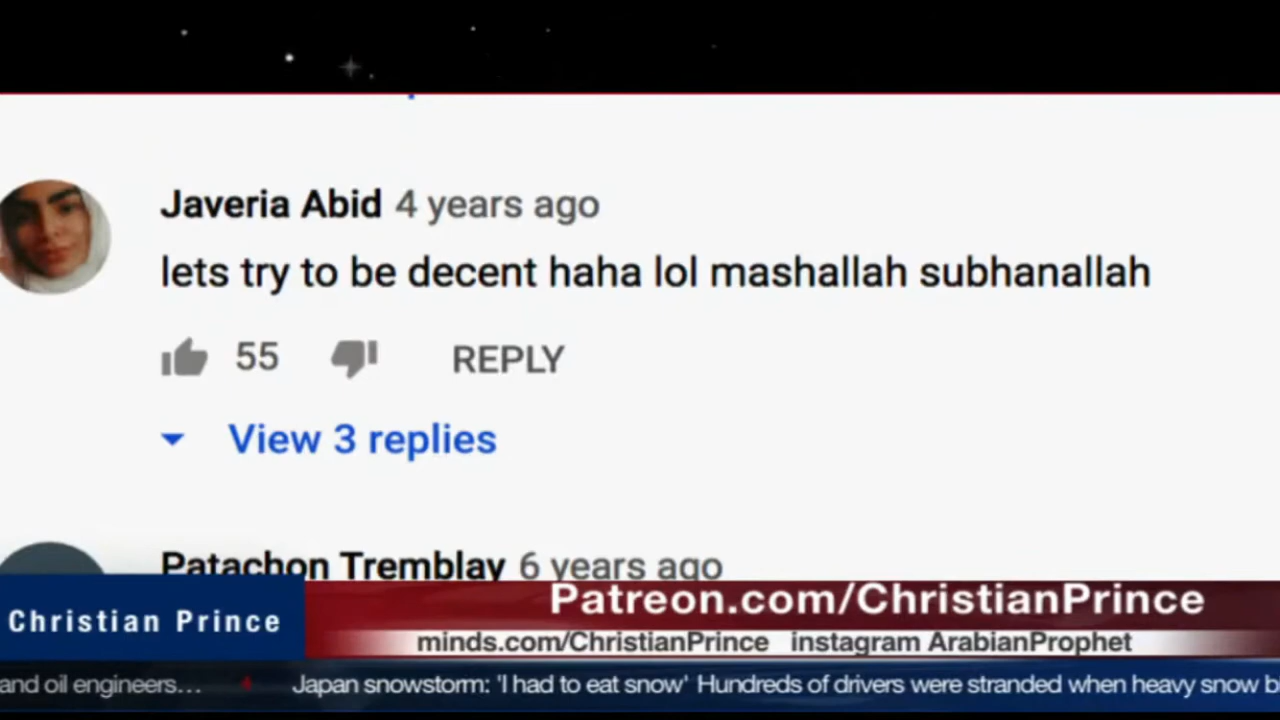 Javeria Abid 4 years ago
lets try to be decent haha lol mashallah subhanallah
55 REPLY
View 3 replies
Patachon Tremblay 6 years ago
Christian Prince
Patreon.com/ChristianPrince
minds.com/ChristianPrince instagram ArabianProphet
and oil engineers... Japan snowstorm: 'I had to eat snow' Hundreds of drivers were stranded when heavy snow b